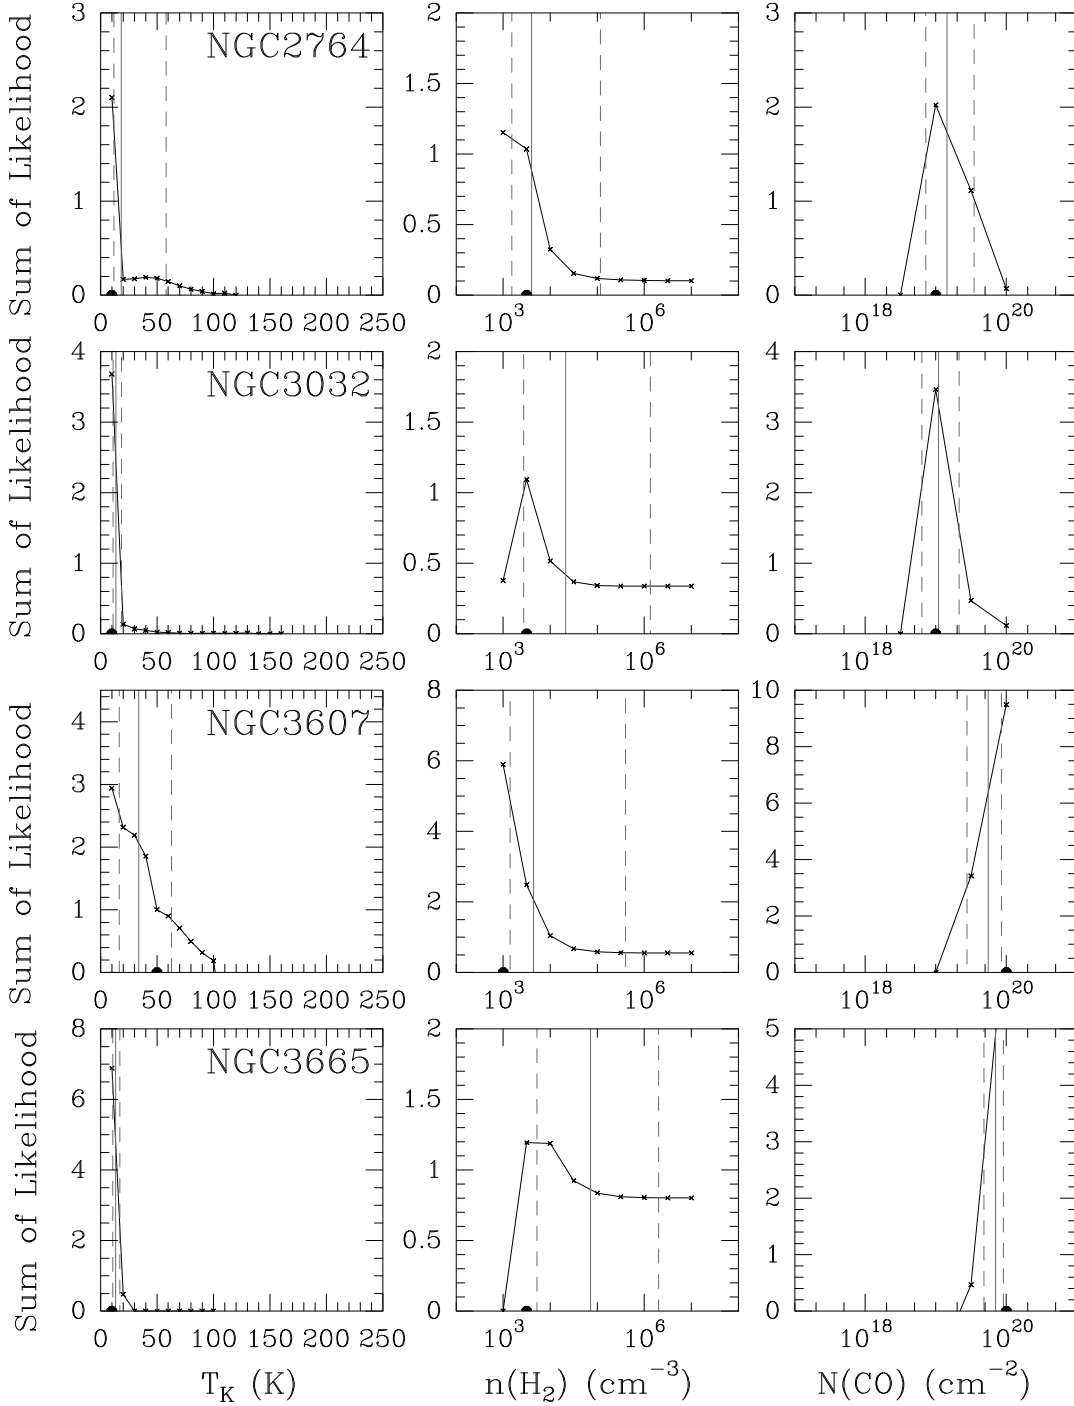 Sum of Likelihood
NGC2764
0 1 2 3
0 50 100 150 200 250
0 0.5 1 1.5 2
10^3 10^6
0 1 2 3
10^18 10^20
Sum of Likelihood
NGC3032
0 1 2 3 4
0 50 100 150 200 250
0 0.5 1 1.5 2
10^3 10^6
0 1 2 3 4
10^18 10^20
Sum of Likelihood
NGC3607
0 1 2 3 4
0 50 100 150 200 250
0 2 4 6 8
10^3 10^6
0 2 4 6 8 10
10^18 10^20
Sum of Likelihood
NGC3665
0 2 4 6 8
0 50 100 150 200 250
0 0.5 1 1.5 2
10^3 10^6
0 1 2 3 4 5
10^18 10^20
T_K (K)
n(H_2) (cm^-3)
N(CO) (cm^-2)